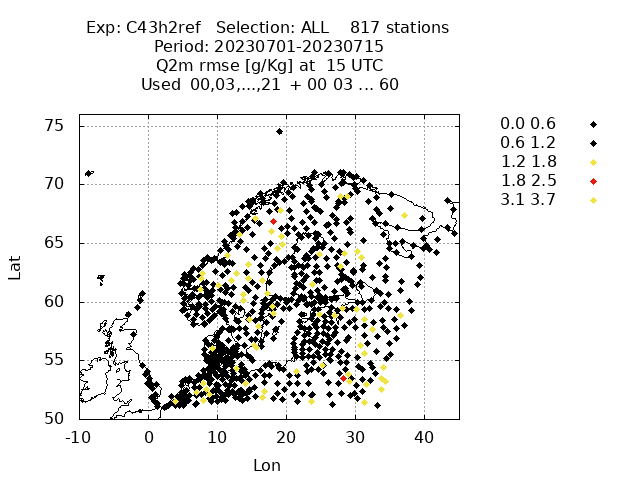 Exp: C43h2ref   Selection: ALL    817 stations
Period: 20230701-20230715
Q2m rmse [g/Kg] at  15 UTC
Used  00,03,...,21  + 00 03 ... 60
0.0 0.6
0.6 1.2
1.2 1.8
1.8 2.5
3.1 3.7
75
70
65
60
55
50
Lat
-10 0 10 20 30 40
Lon